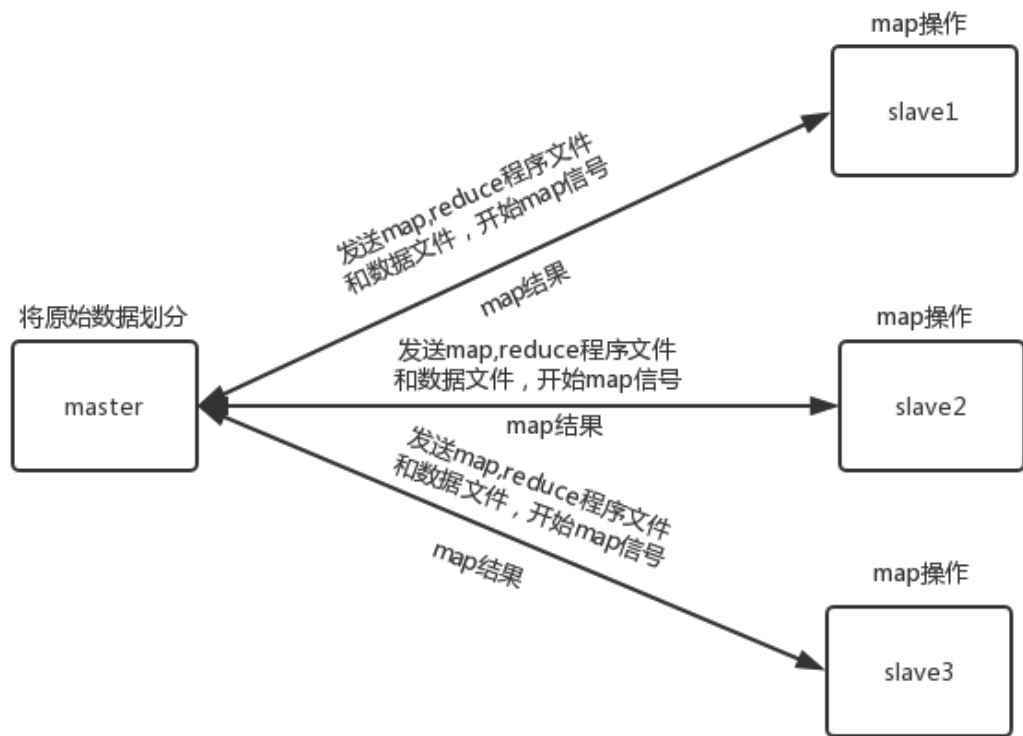 map操作
slave1
发送map,reduce程序文件
和数据文件，开始map信号
map结果
将原始数据划分
master
map操作
发送map,reduce程序文件
和数据文件，开始map信号
slave2
map结果
发送map,reduce程序文件
和数据文件，开始map信号
map结果
map操作
slave3